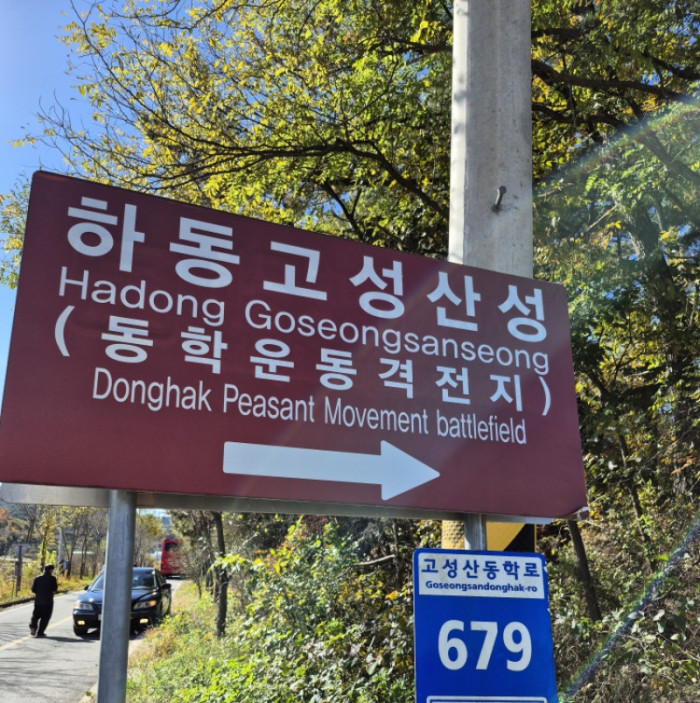 하동고성산성
Hadong Goseongsanseong
(동학운동격전지)
Donghak Peasant Movement battlefield
고성산동학로
Goseongsandonghak-ro
679